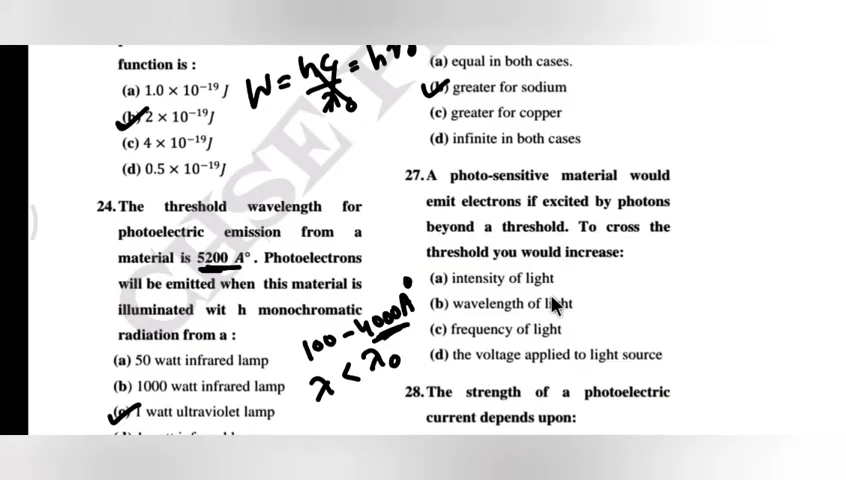 function is :
(a) 1.0 × 10⁻¹⁹ J
(b) 2 × 10⁻¹⁹ J
(c) 4 × 10⁻¹⁹ J
(d) 0.5 × 10⁻¹⁹ J
W = hc/λ₀ = hν₀
24. The threshold wavelength for
photoelectric emission from a
material is 5200 A°. Photoelectrons
will be emitted when this material is
illuminated wit h monochromatic
radiation from a :
(a) 50 watt infrared lamp
(b) 1000 watt infrared lamp
(c) 1 watt ultraviolet lamp
100 – 4000A°
λ < λ₀
(a) equal in both cases.
(b) greater for sodium
(c) greater for copper
(d) infinite in both cases
27. A photo-sensitive material would
emit electrons if excited by photons
beyond a threshold. To cross the
threshold you would increase:
(a) intensity of light
(b) wavelength of light
(c) frequency of light
(d) the voltage applied to light source
28. The strength of a photoelectric
current depends upon: